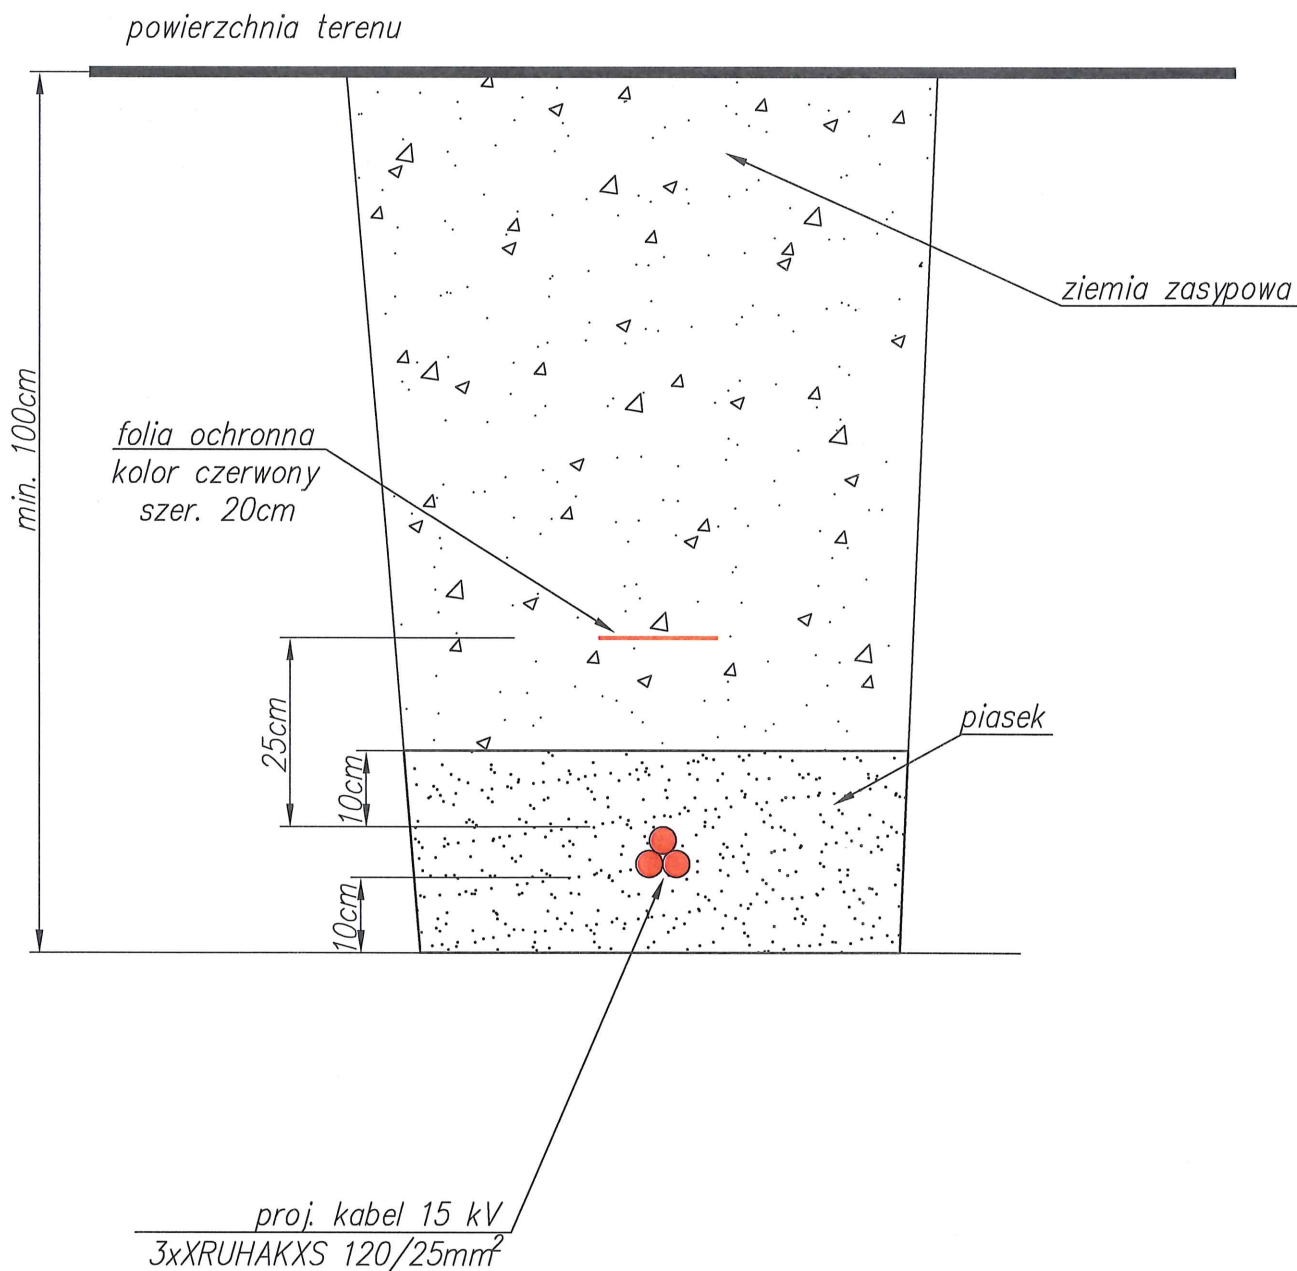 powierzchnia terenu
ziemia zasypowa
min. 100cm
folia ochronna
kolor czerwony
szer. 20cm
25cm
10cm
piasek
10cm
proj. kabel 15 kV
3xXRUHAKXS 120/25mm²